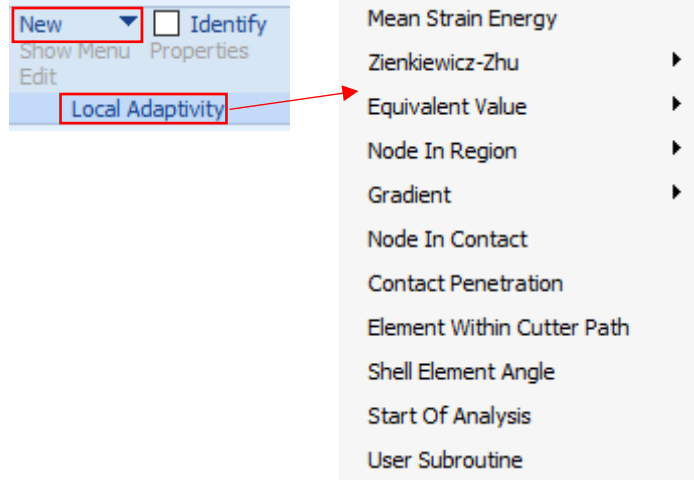 New Identify
Show Menu Properties
Edit
Local Adaptivity
Mean Strain Energy
Zienkiewicz-Zhu
Equivalent Value
Node In Region
Gradient
Node In Contact
Contact Penetration
Element Within Cutter Path
Shell Element Angle
Start Of Analysis
User Subroutine